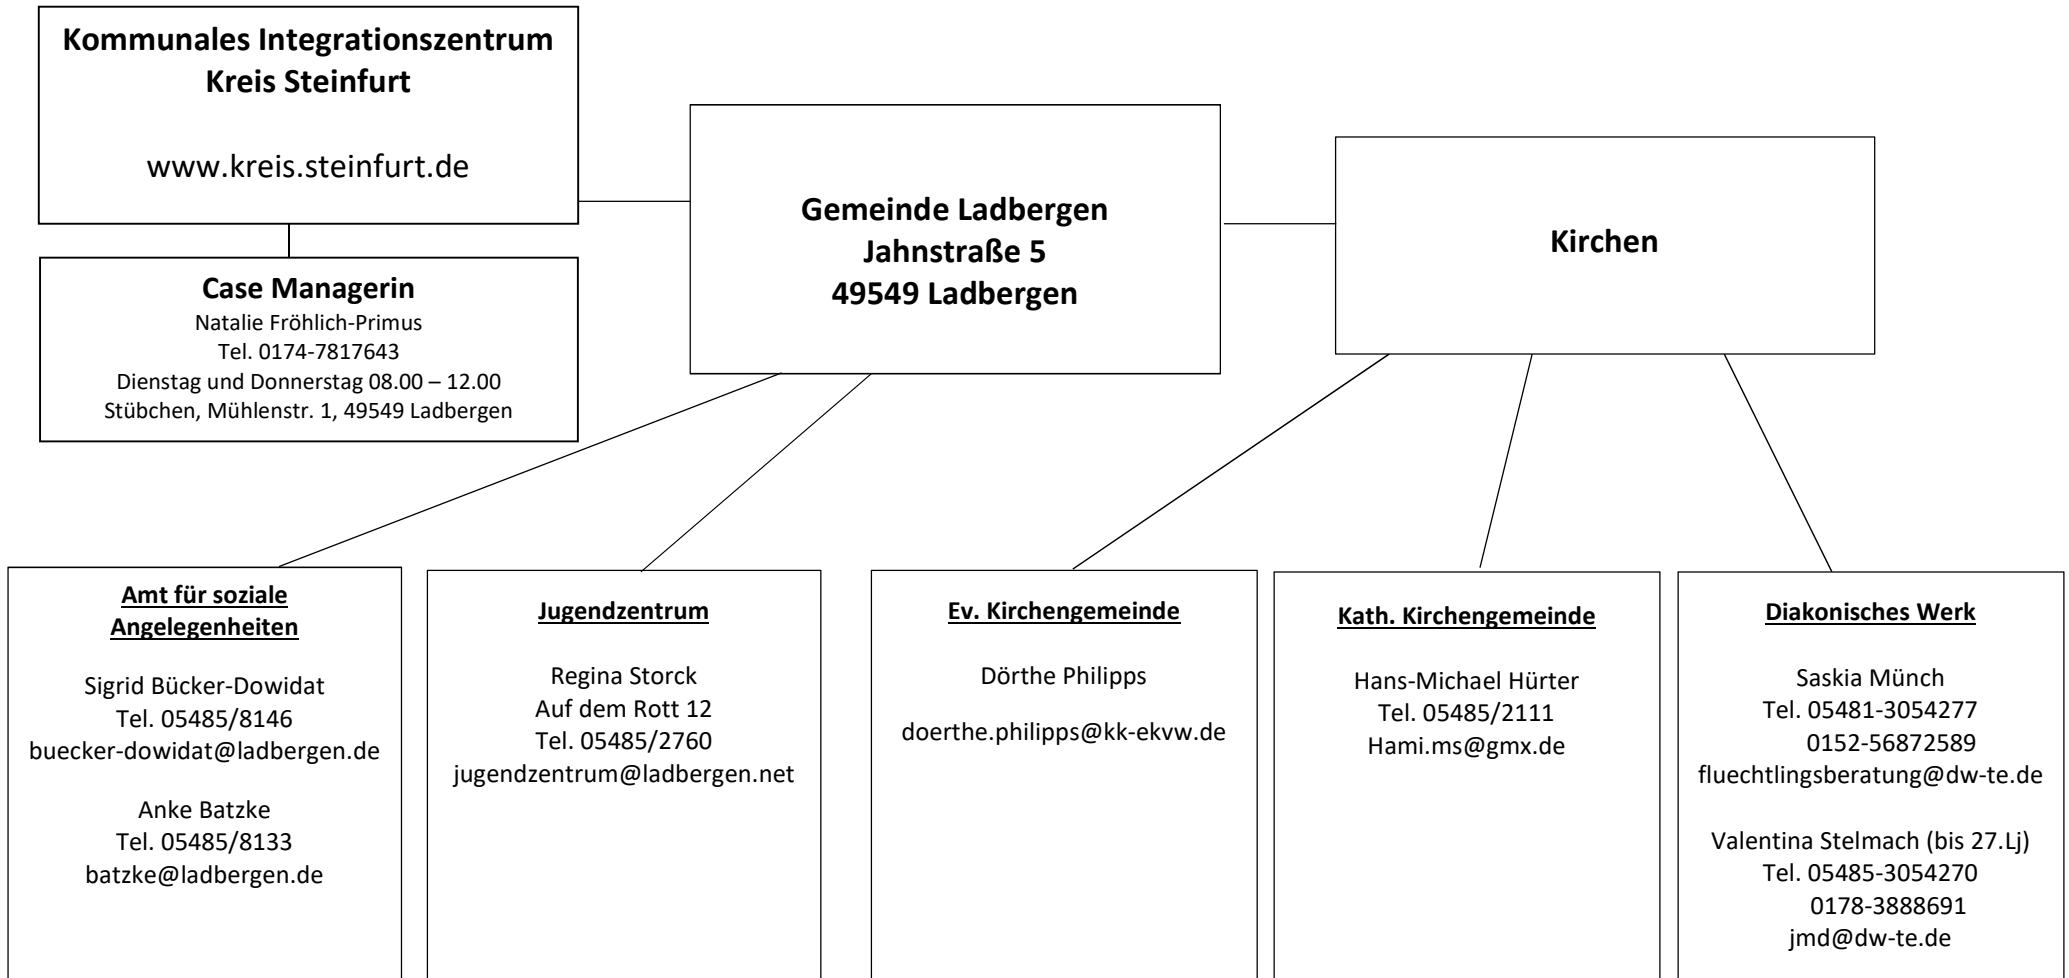 Kommunales Integrationszentrum
Kreis Steinfurt
www.kreis.steinfurt.de
Case Managerin
Natalie Fröhlich-Primus
Tel. 0174-7817643
Dienstag und Donnerstag 08.00 – 12.00
Stübchen, Mühlenstr. 1, 49549 Ladbergen
Gemeinde Ladbergen
Jahnstraße 5
49549 Ladbergen
Kirchen
Amt für soziale
Angelegenheiten
Sigrid Bücker-Dowidat
Tel. 05485/8146
buecker-dowidat@ladbergen.de
Anke Batzke
Tel. 05485/8133
batzke@ladbergen.de
Jugendzentrum
Regina Storck
Auf dem Rott 12
Tel. 05485/2760
jugendzentrum@ladbergen.net
Ev. Kirchengemeinde
Dörthe Philipps
doerthe.philipps@kk-ekvw.de
Kath. Kirchengemeinde
Hans-Michael Hürter
Tel. 05485/2111
Hami.ms@gmx.de
Diakonisches Werk
Saskia Münch
Tel. 05481-3054277
0152-56872589
fluechtlingsberatung@dw-te.de
Valentina Stelmach (bis 27.Lj)
Tel. 05485-3054270
0178-3888691
jmd@dw-te.de